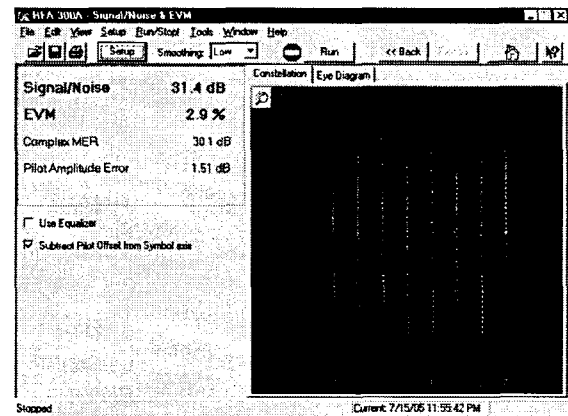 RFA 300A - Signal/Noise & EVM
File Edit View Setup Run/Stop! Tools Window Help
Setup Smoothing: Low Run << Back
Constellation Eye Diagram
Signal/Noise 31.4 dB
EVM 2.9 %
Complex MER 30.1 dB
Pilot Amplitude Error 1.51 dB
Use Equalizer
Subtract Pilot Offset from Symbol axis
Stopped Current: 7/15/05 11:55:42 PM